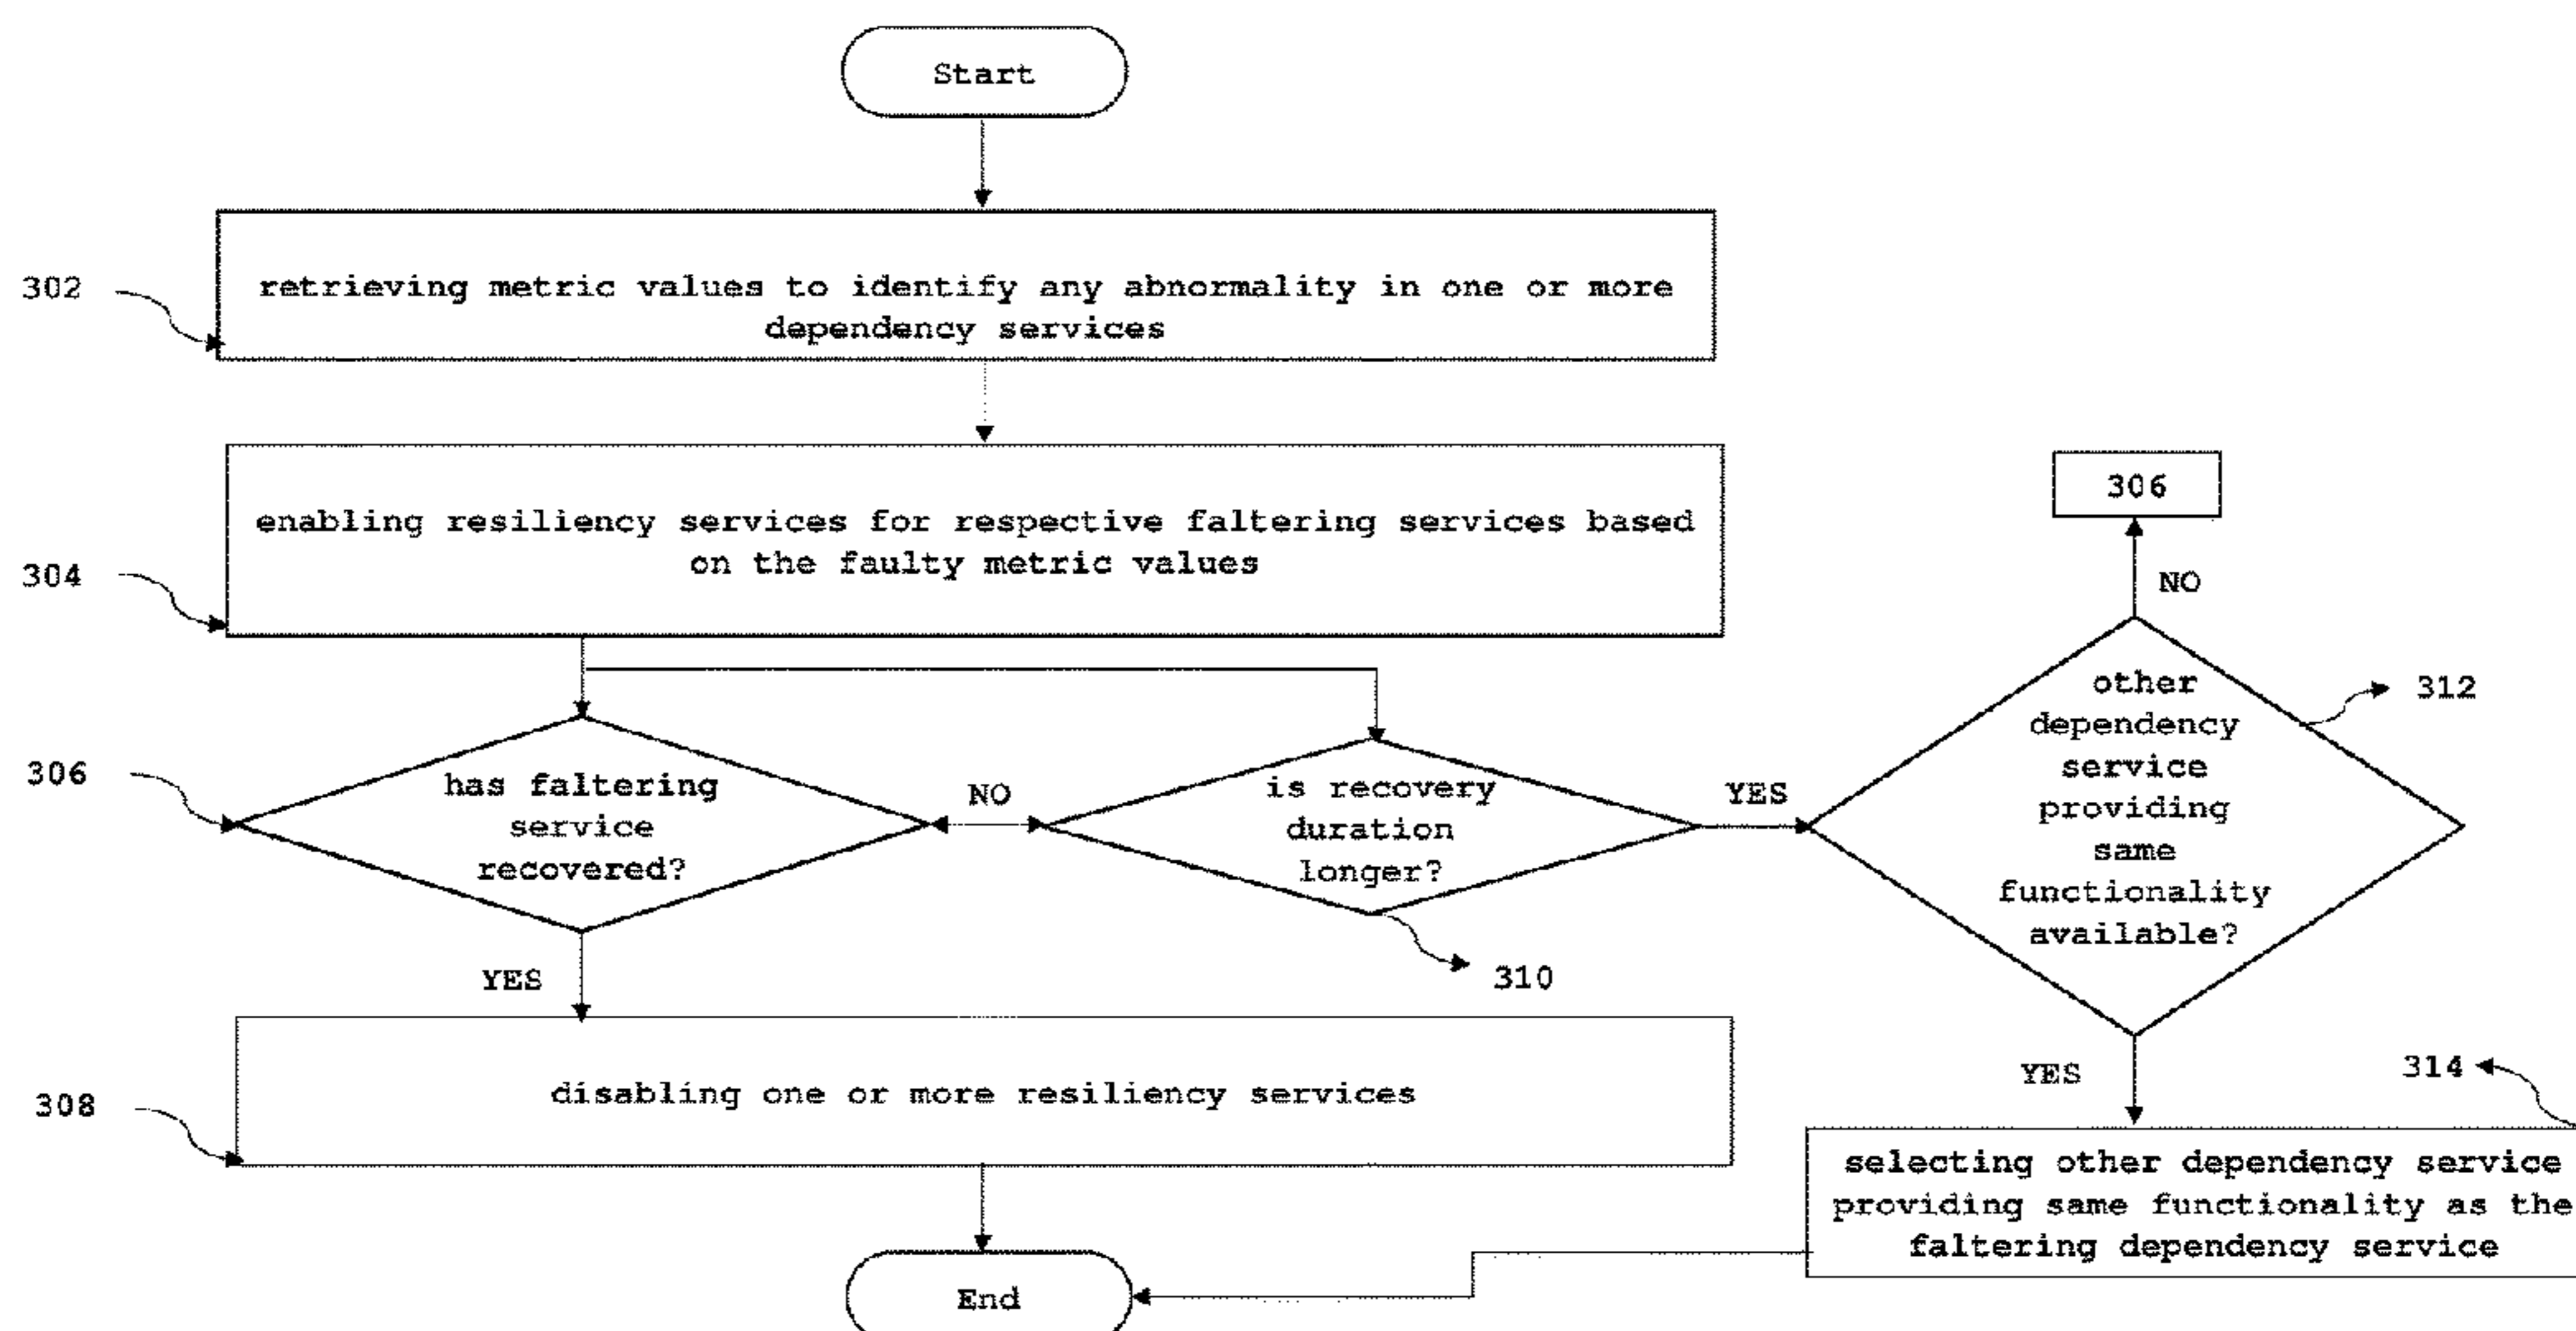 Start
302
retrieving metric values to identify any abnormality in one or more
dependency services
304
enabling resiliency services for respective faltering services based
on the faulty metric values
306
NO
312
other
dependency
service
providing
same
functionality
available?
306
has faltering
service
recovered?
NO
is recovery
duration
longer?
YES
310
YES
308
disabling one or more resiliency services
YES
314
selecting other dependency service
providing same functionality as the
faltering dependency service
End